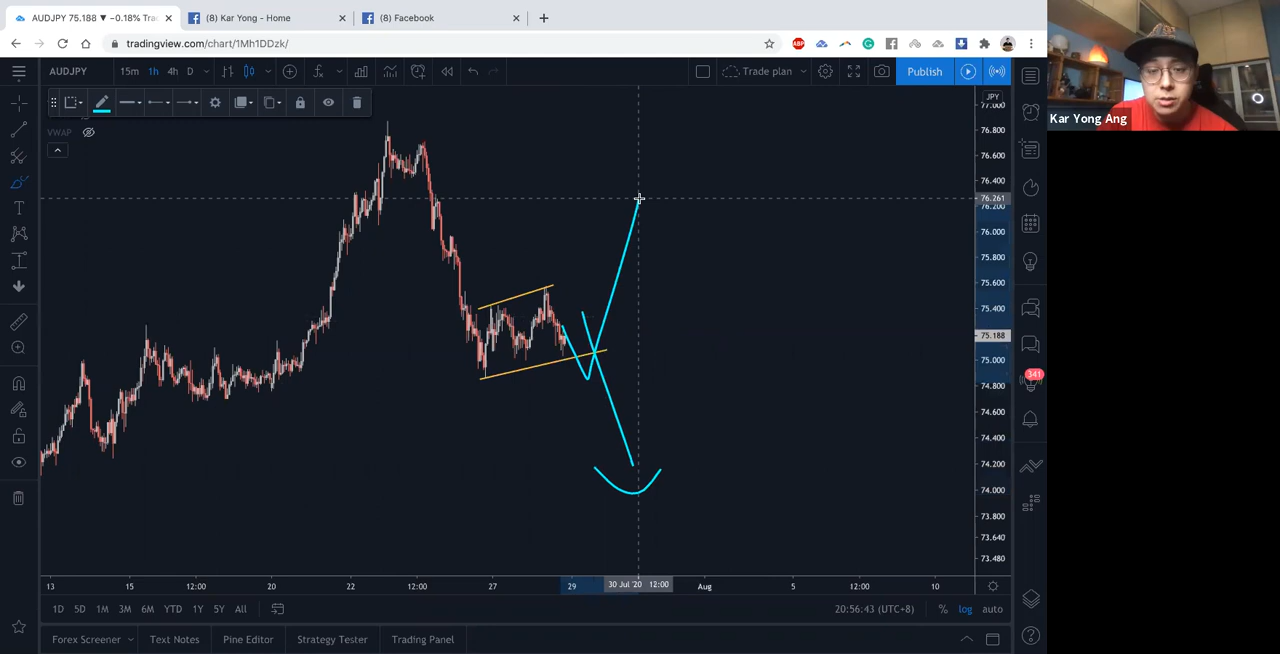 AUDJPY 75.188 ▼ −0.18% Tra
(8) Kar Yong - Home
(8) Facebook
tradingview.com/chart/1Mh1DDzk/
ABP
AUDJPY
15m
1h
4h
D
Trade plan
Publish
Kar Yong Ang
VWAP
JPY
77.000
76.800
76.600
76.400
76.261
76.200
76.000
75.800
75.600
75.400
75.188
75.000
74.800
74.600
74.400
74.200
74.000
73.800
73.640
73.480
341
13
15
12:00
20
22
12:00
27
29
30 Jul '20 12:00
Aug
5
12:00
10
1D 5D 1M 3M 6M YTD 1Y 5Y All
20:56:43 (UTC+8)
% log auto
Forex Screener Text Notes Pine Editor Strategy Tester Trading Panel